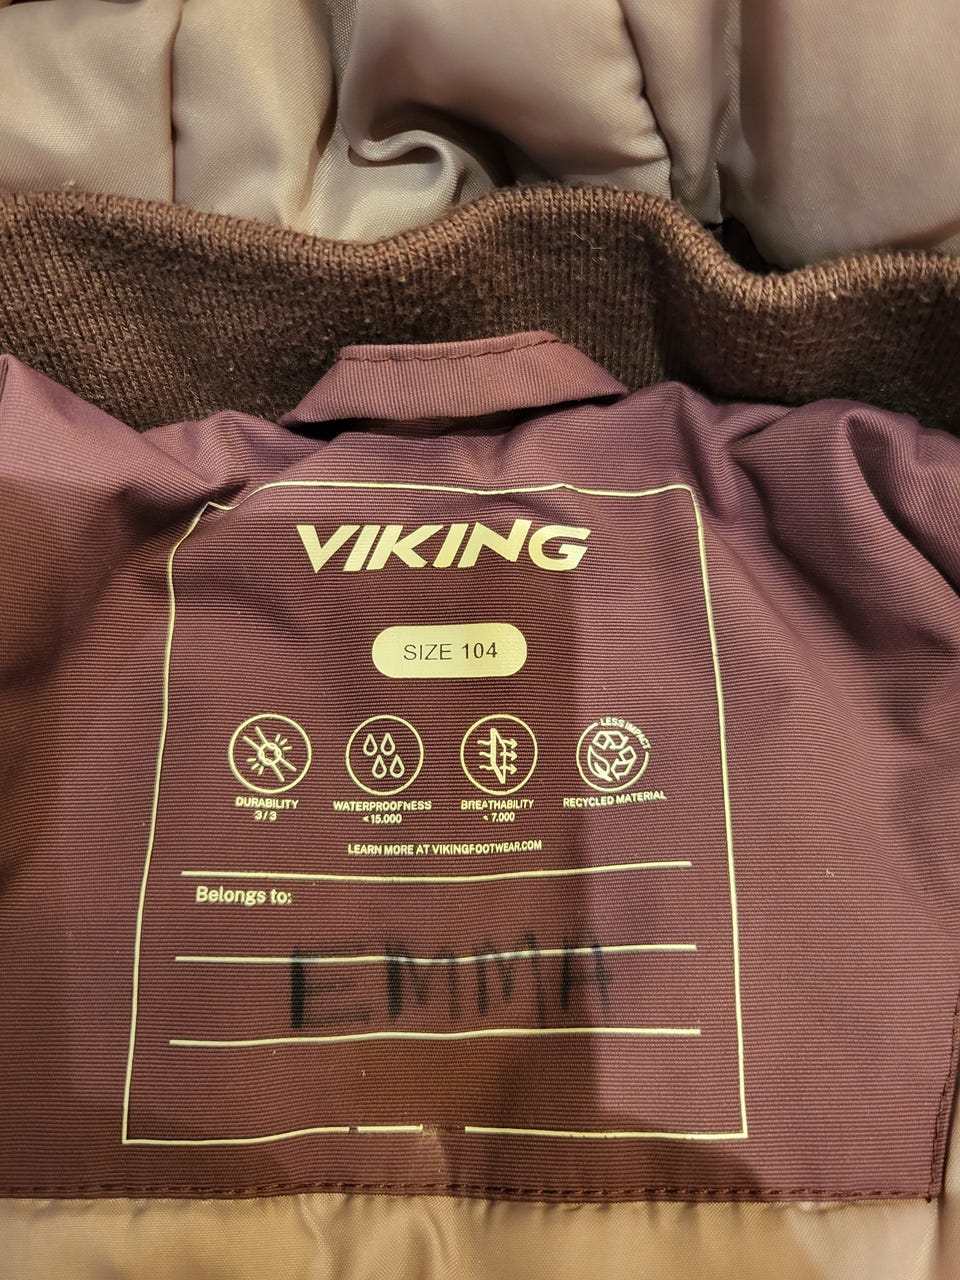 VIKING
SIZE 104
LESS IMPACT
DURABILITY
3/3
WATERPROOFNESS
<15.000
BREATHABILITY
< 7.000
RECYCLED MATERIAL
LEARN MORE AT VIKINGFOOTWEAR.COM
Belongs to:
EMMA